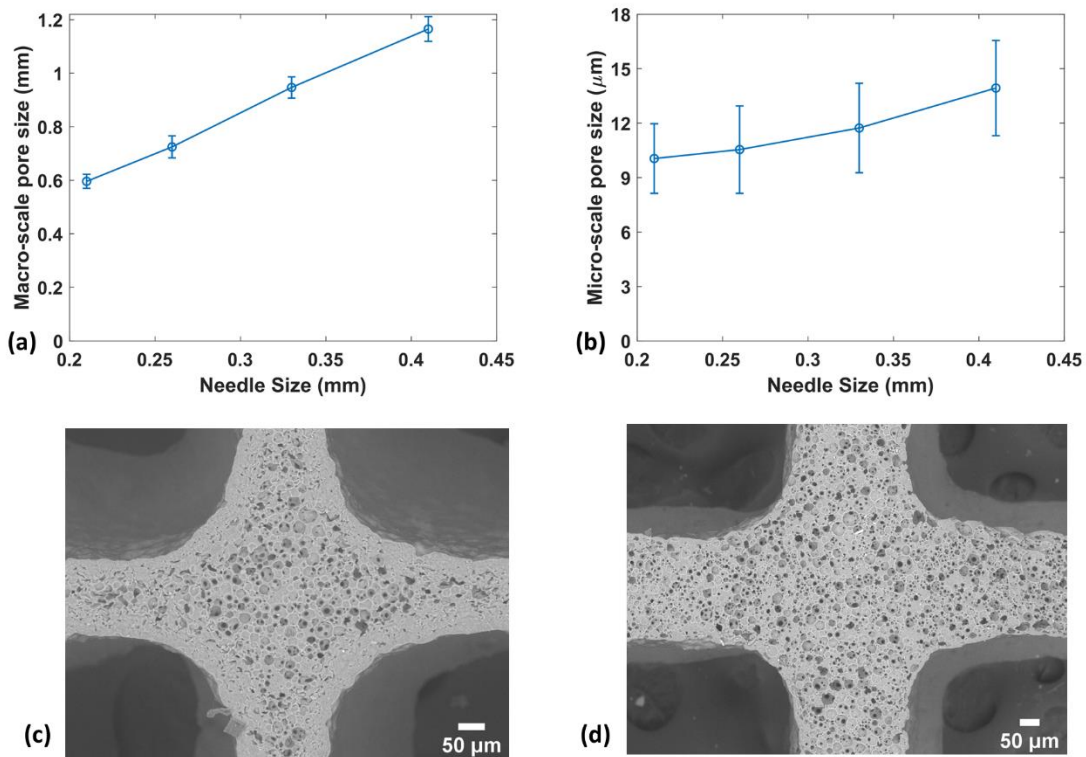 Macro-scale pore size (mm)
1.2
1
0.8
0.6
0.4
0.2
0
0.2 0.25 0.3 0.35 0.4 0.45
Needle Size (mm)
(a)
Micro-scale pore size (μm)
18
15
12
9
6
3
0
0.2 0.25 0.3 0.35 0.4 0.45
Needle Size (mm)
(b)
(c)
50 μm
(d)
50 μm